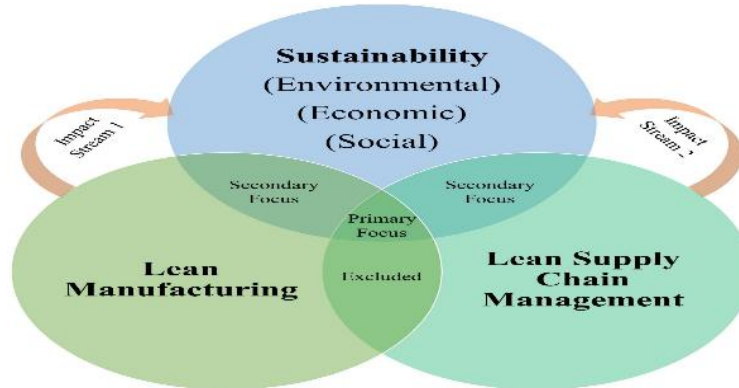 Sustainability
(Environmental)
(Economic)
(Social)
Impact
Stream 1
Impact
Stream 2
Secondary
Focus
Secondary
Focus
Primary
Focus
Excluded
Lean
Manufacturing
Lean Supply
Chain
Management